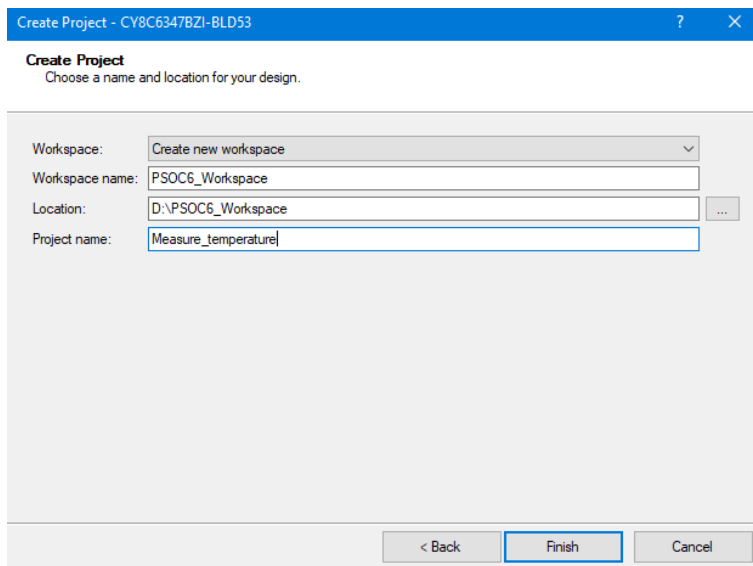 Create Project - CY8C6347BZI-BLD53 ?
Create Project
Choose a name and location for your design.
Workspace: Create new workspace
Workspace name: PSOC6_Workspace
Location: D:\PSOC6_Workspace ...
Project name: Measure_temperature
< Back Finish Cancel